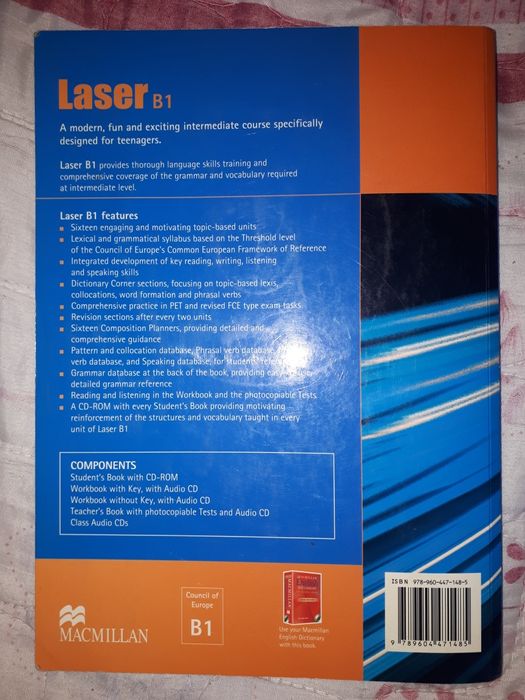 Laser B1
A modern, fun and exciting intermediate course specifically
designed for teenagers.
Laser B1 provides thorough language skills training and
comprehensive coverage of the grammar and vocabulary required
at intermediate level.
Laser B1 features
Sixteen engaging and motivating topic-based units
Lexical and grammatical syllabus based on the Threshold level
of the Council of Europe's Common European Framework of Reference
Integrated development of key reading, writing, listening
and speaking skills
Dictionary Corner sections, focusing on topic-based lexis,
collocations, word formation and phrasal verbs
Comprehensive practice in PET and revised FCE type exam tasks
Revision sections after every two units
Sixteen Composition Planners, providing detailed and
comprehensive guidance
Pattern and collocation database, Phrasal verb database,
verb database, and Speaking database, for students'
Grammar database at the back of the book, providing
detailed grammar reference
Reading and listening in the Workbook and the photocopiable Tests
A CD-ROM with every Student's Book providing motivating
reinforcement of the structures and vocabulary taught in every
unit of Laser B1
COMPONENTS
Student's Book with CD-ROM
Workbook with Key, with Audio CD
Workbook without Key, with Audio CD
Teacher's Book with photocopiable Tests and Audio CD
Class Audio CDs
MACMILLAN
Council of
Europe
B1
MACMILLAN
Use your Macmillan
English Dictionary
with this book.
ISBN 978-960-447-148-5
9 789604 471485